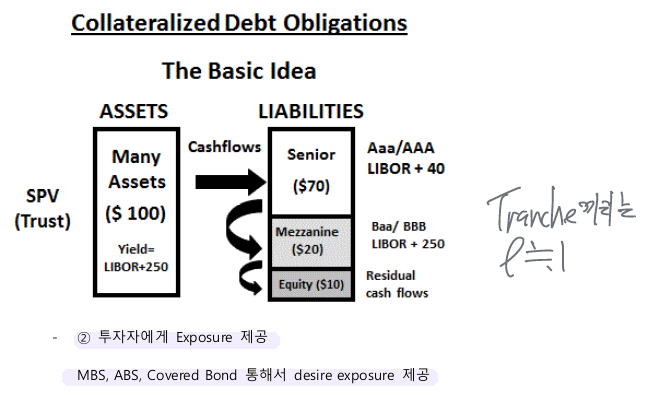 Collateralized Debt Obligations
The Basic Idea
ASSETS
LIABILITIES
SPV
(Trust)
Many
Assets
($ 100)
Yield=
LIBOR+250
Cashflows
Senior
($70)
Aaa/AAA
LIBOR + 40
Mezzanine
($20)
Baa/ BBB
LIBOR + 250
Equity ($10)
Residual
cash flows
Tranche끼리는
ρ≒1
- ② 투자자에게 Exposure 제공
MBS, ABS, Covered Bond 통해서 desire exposure 제공